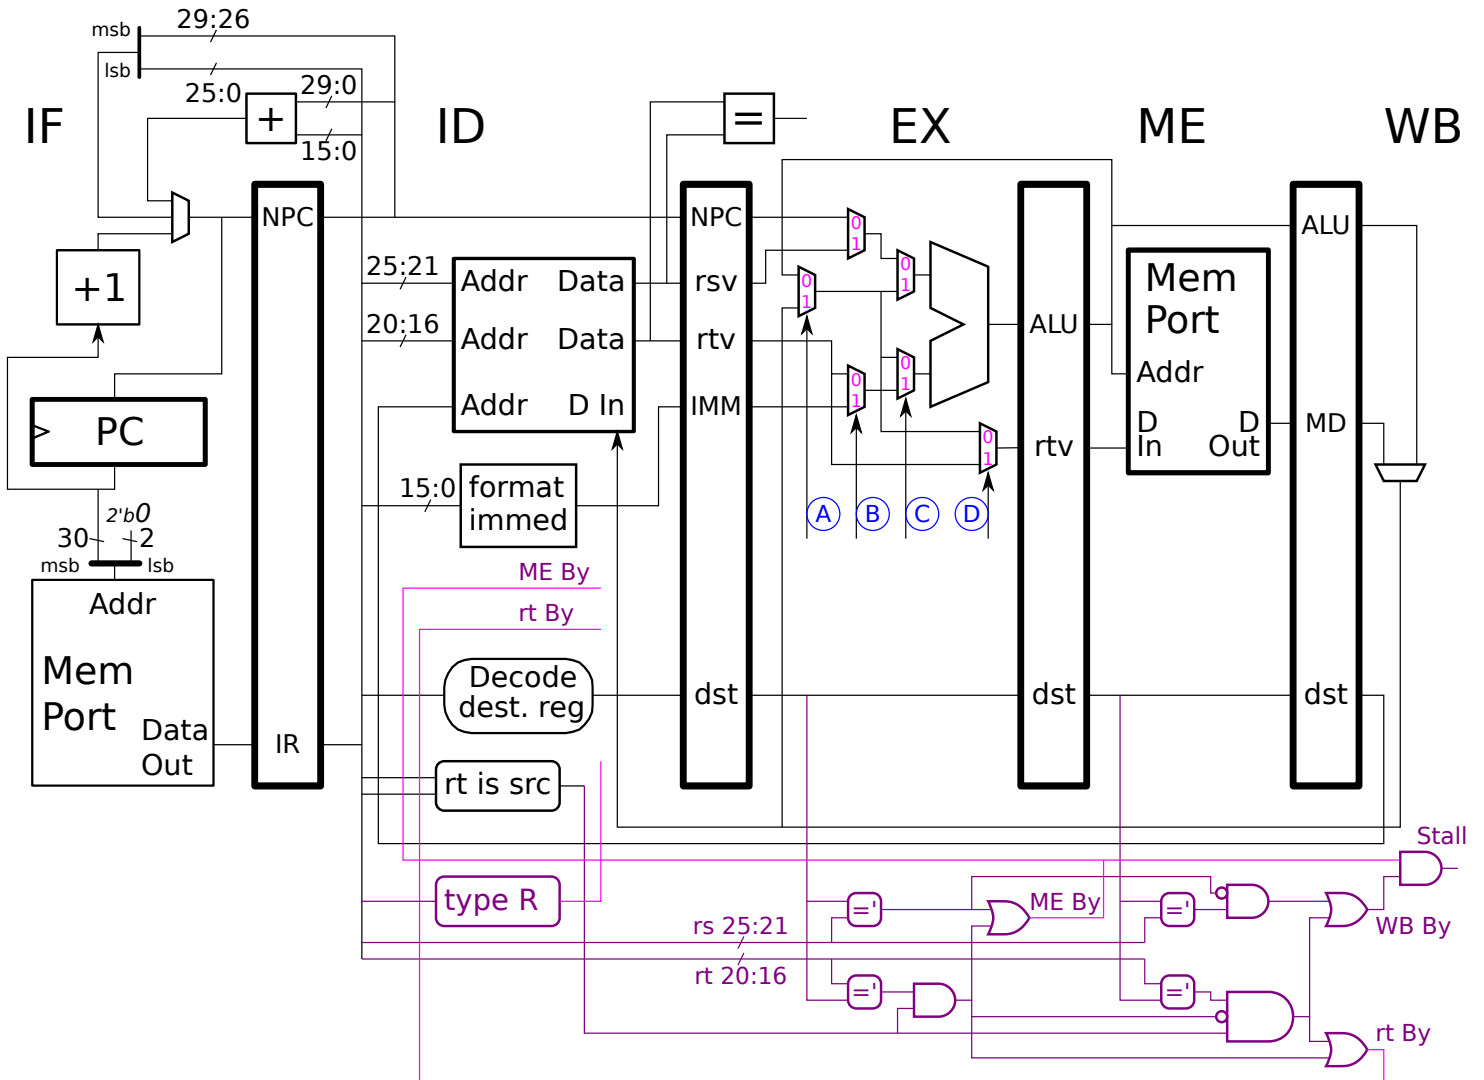 29:26
msb
lsb
25:0
29:0
+
15:0
=
IF
ID
EX
ME
WB
NPC
NPC
ALU
+1
25:21
Addr
Data
rsv
20:16
Addr
Data
rtv
Addr
D In
IMM
0
1
0
1
0
1
0
1
0
1
0
1
ALU
rtv
Mem
Port
Addr
D
In
D
Out
MD
PC
15:0
format
immed
A
B
C
D
2'b0
30
2
msb
lsb
Addr
Mem
Port
Data
Out
IR
ME By
rt By
Decode
dest. reg
dst
dst
dst
rt is src
type R
Stall
='
ME By
='
WB By
rs 25:21
rt 20:16
='
='
rt By